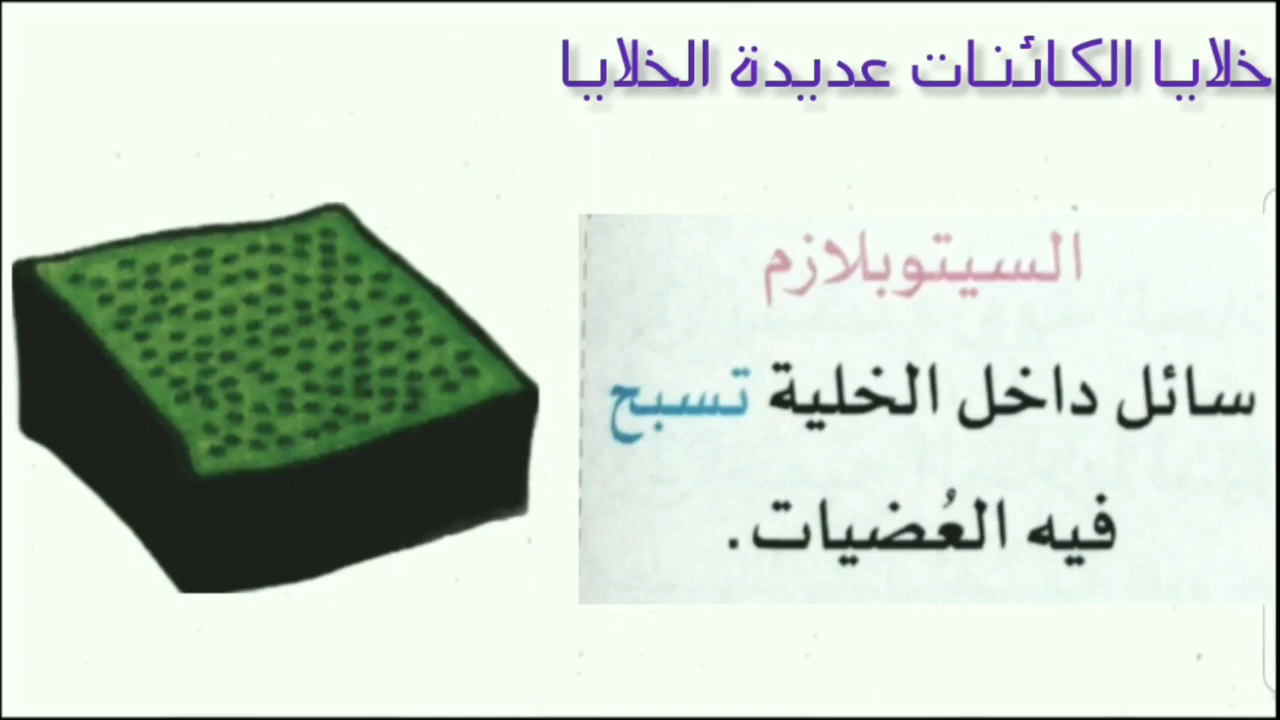 خلايا الكائنات عديدة الخلايا
السيتوبلازم
سائل داخل الخلية تسبح
فيه العُضيات.